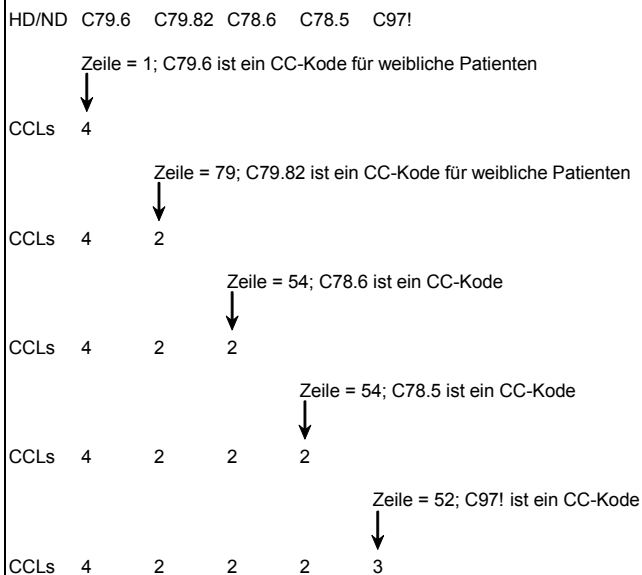 HD/ND C79.6 C79.82 C78.6 C78.5 C97!
Zeile = 1; C79.6 ist ein CC-Kode für weibliche Patienten
CCLs 4
Zeile = 79; C79.82 ist ein CC-Kode für weibliche Patienten
CCLs 4 2
Zeile = 54; C78.6 ist ein CC-Kode
CCLs 4 2 2
Zeile = 54; C78.5 ist ein CC-Kode
CCLs 4 2 2 2
Zeile = 52; C97! ist ein CC-Kode
CCLs 4 2 2 2 3